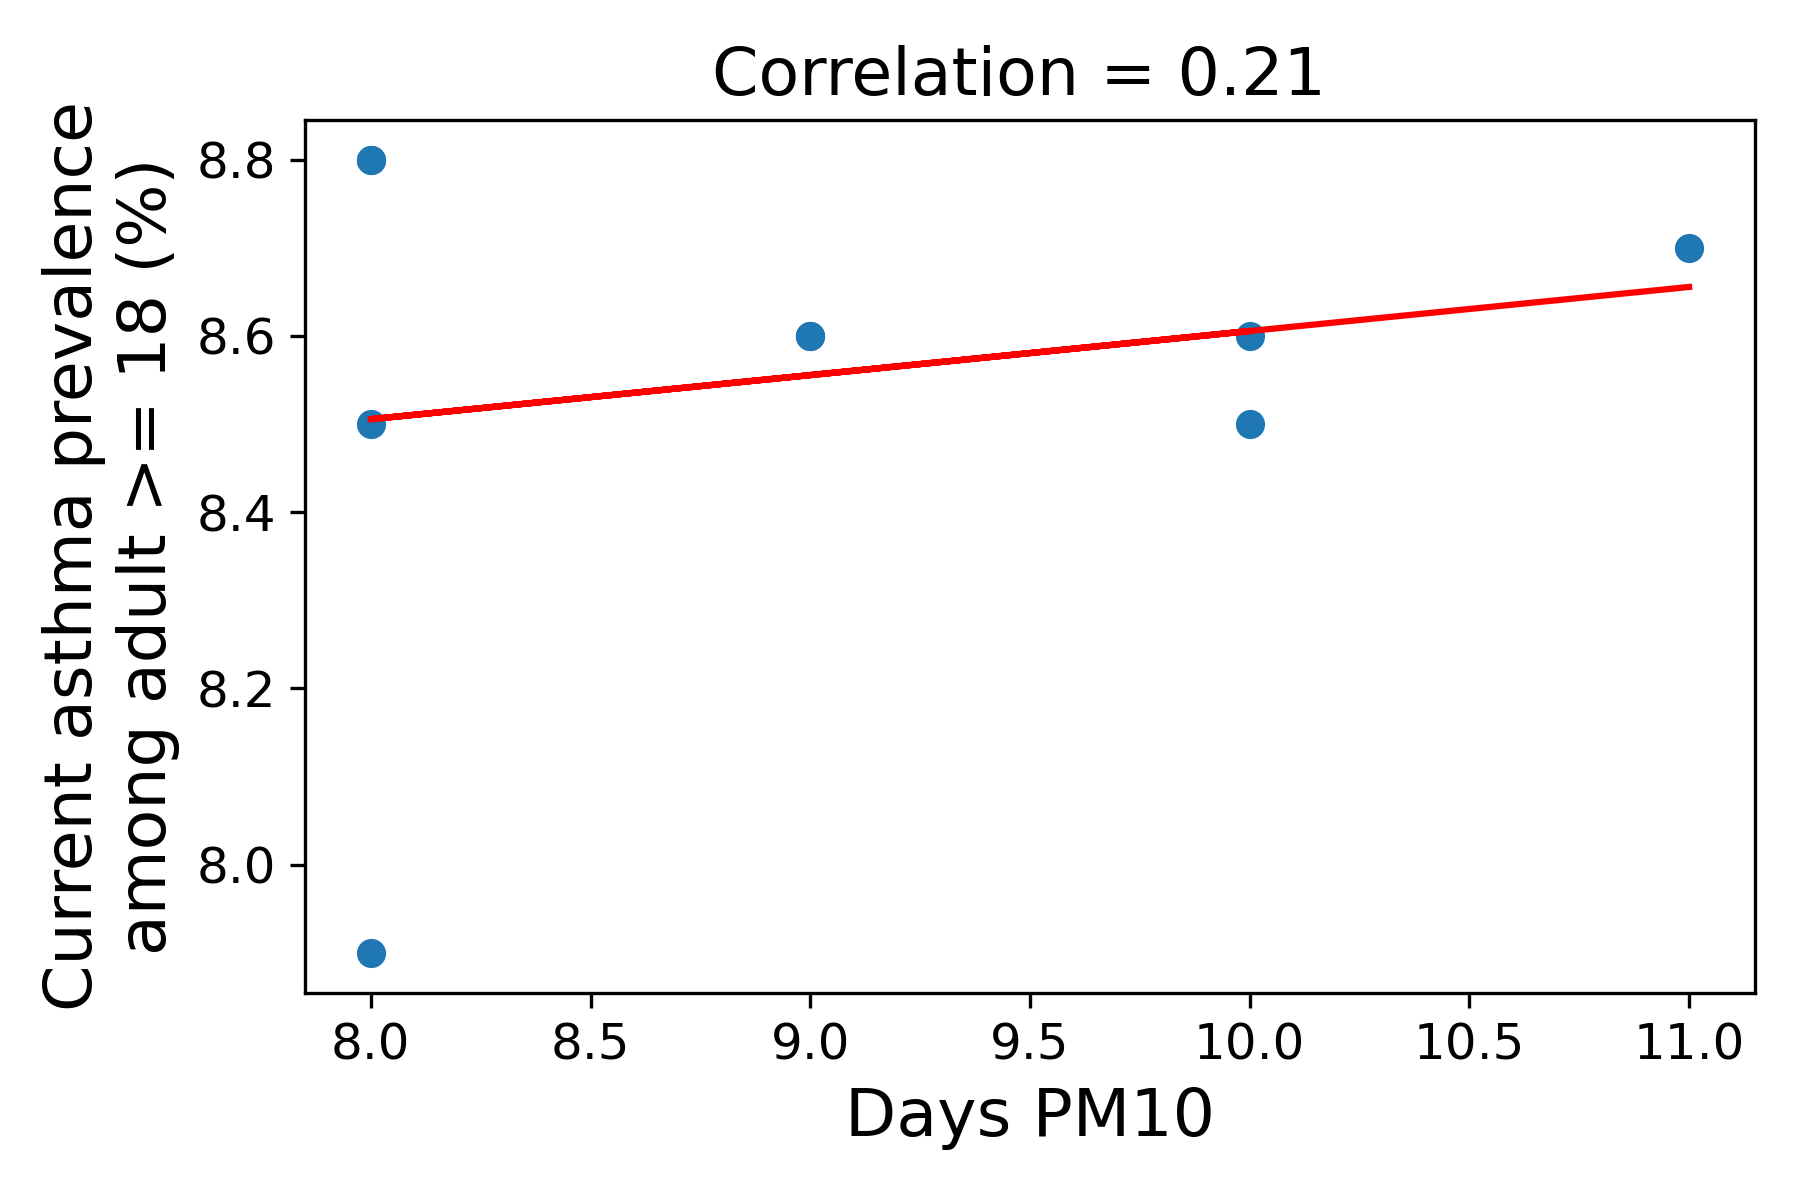 Correlation = 0.21
Current asthma prevalence
among adult >= 18 (%)
8.8
8.6
8.4
8.2
8.0
8.0 8.5 9.0 9.5 10.0 10.5 11.0
Days PM10